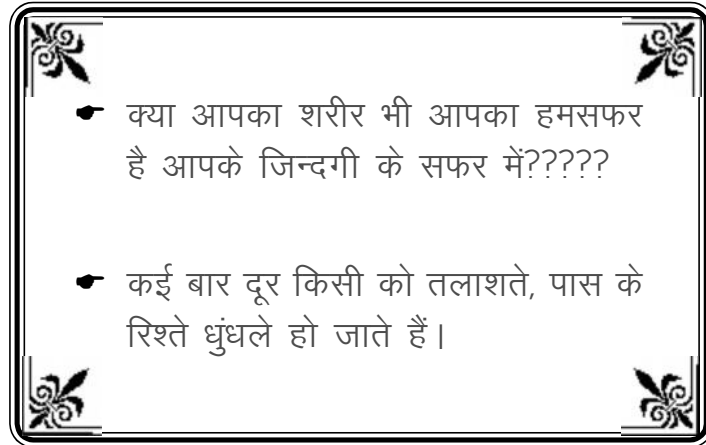 ☛ क्या आपका शरीर भी आपका हमसफर
है आपके जिन्दगी के सफर में?????
☛ कई बार दूर किसी को तलाशते, पास के
रिश्ते धुंधले हो जाते हैं।